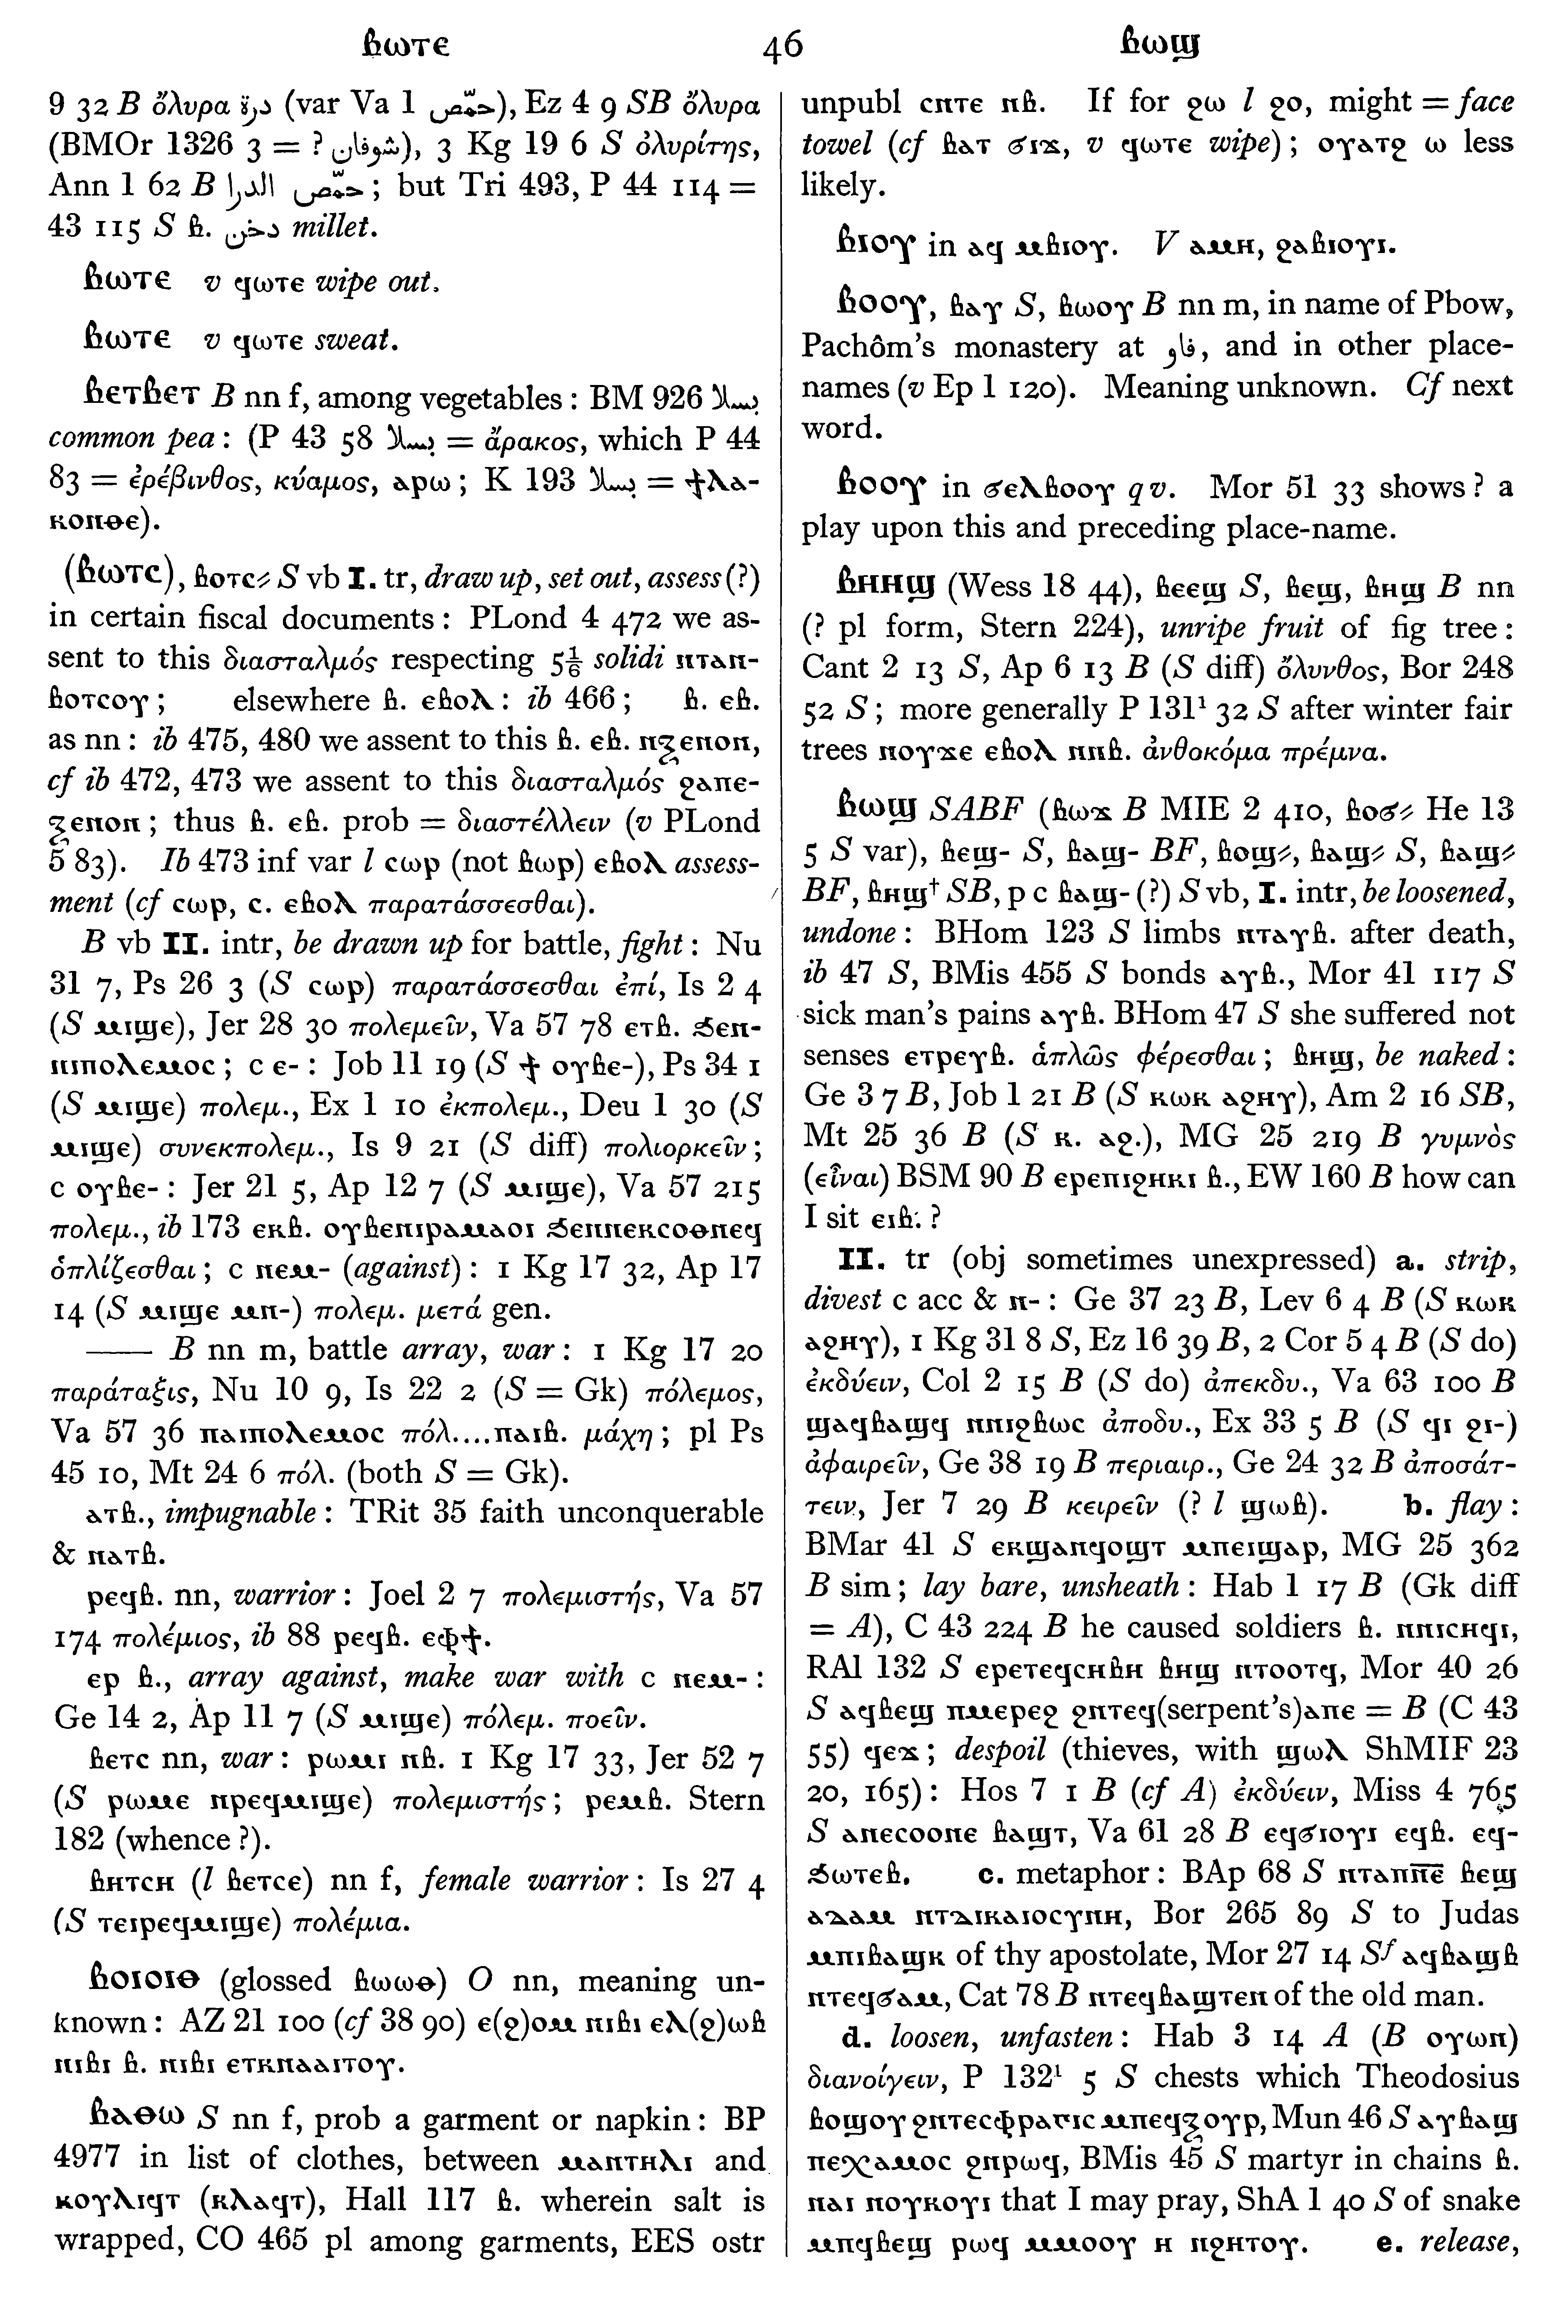 ⲃⲱⲧⲉ 46 ⲃⲱϣ
9 32 B ὄλυρα ذرة (var Va 1 حمّص), Ez 4 9 SB ὄλυρα
(BMOr 1326 3 = ? شوفان), 3 Kg 19 6 S ὀλυρίτης,
Ann 1 62 B حمّص الدرا ; but Tri 493, P 44 114 =
43 115 S ⲃ. دخن millet.
ⲃⲱⲧⲉ v ϥⲱⲧⲉ wipe out.
ⲃⲱⲧⲉ v ϥⲱⲧⲉ sweat.
ⲃⲉⲧⲃⲉⲧ B nn f, among vegetables : BM 926 بسلا
common pea : (P 43 58 بسلا = ἄρακος, which P 44
83 = ἐρέβινθος, κύαμος, ⲁⲣⲱ ; K 193 بسلا = ϯⲗⲁ-
ⲕⲟⲛⲑⲉ).
(ⲃⲱⲧⲥ), ⲃⲟⲧⲥ⸗ S vb I. tr, draw up, set out, assess (?)
in certain fiscal documents : PLond 4 472 we as-
sent to this διασταλμός respecting 5⅙ solidi ⲛⲧⲁⲛ-
ⲃⲟⲧⲥⲟⲩ ; elsewhere ⲃ. ⲉⲃⲟⲗ : ib 466 ; ⲃ. ⲉⲃ.
as nn : ib 475, 480 we assent to this ⲃ. ⲉⲃ. ⲛⲝⲉⲛⲟⲛ,
cf ib 472, 473 we assent to this διασταλμός ϩⲁⲡⲉ-
ⲝⲉⲛⲟⲛ ; thus ⲃ. ⲉⲃ. prob = διαστέλλειν (v PLond
5 83). Ib 473 inf var l ⲥⲱⲣ (not ⲃⲱⲣ) ⲉⲃⲟⲗ assess-
ment (cf ⲥⲱⲣ, ⲥ. ⲉⲃⲟⲗ παρατάσσεσθαι).
B vb II. intr, be drawn up for battle, fight : Nu
31 7, Ps 26 3 (S ⲥⲱⲣ) παρατάσσεσθαι ἐπί, Is 2 4
(S ⲙⲓϣⲉ), Jer 28 30 πολεμεῖν, Va 57 78 ⲉⲧⲃ. ϧⲉⲛ-
ⲛⲓⲡⲟⲗⲉⲙⲟⲥ ; c ⲉ- : Job 11 19 (S ϯ ⲟⲩⲃⲉ-), Ps 34 1
(S ⲙⲓϣⲉ) πολεμ., Ex 1 10 ἐκπολεμ., Deu 1 30 (S
ⲙⲓϣⲉ) συνεκπολεμ., Is 9 21 (S diff) πολιορκεῖν ;
c ⲟⲩⲃⲉ- : Jer 21 5, Ap 12 7 (S ⲙⲓϣⲉ), Va 57 215
πολεμ., ib 173 ⲉⲕⲃ. ⲟⲩⲃⲉⲡⲓⲣⲁⲙⲁⲟⲓ ϧⲉⲛⲡⲉⲕⲥⲟⲑⲛⲉϥ
ὁπλίζεσθαι ; c ⲛⲉⲙ- (against) : 1 Kg 17 32, Ap 17
14 (S ⲙⲓϣⲉ ⲙⲛ-) πολεμ. μετά gen.
—— B nn m, battle array, war : 1 Kg 17 20
παράταξις, Nu 10 9, Is 22 2 (S = Gk) πόλεμος,
Va 57 36 ⲡⲁⲓⲡⲟⲗⲉⲙⲟⲥ πόλ....ⲡⲁⲓⲃ. μάχη ; pl Ps
45 10, Mt 24 6 πόλ. (both S = Gk).
ⲁⲧⲃ., impugnable : TRit 35 faith unconquerable
& ⲛⲁⲧⲃ.
ⲣⲉϥⲃ. nn, warrior : Joel 2 7 πολεμιστής, Va 57
174 πολέμιος, ib 88 ⲣⲉϥⲃ. ⲉⲫϯ.
ⲉⲣ ⲃ., array against, make war with c ⲛⲉⲙ- :
Ge 14 2, Ap 11 7 (S ⲙⲓϣⲉ) πόλεμ. ποεῖν.
ⲃⲉⲧⲥ nn, war : ⲣⲱⲙⲓ ⲛⲃ. 1 Kg 17 33, Jer 52 7
(S ⲣⲱⲙⲉ ⲛⲣⲉϥⲙⲓϣⲉ) πολεμιστής ; ⲣⲉⲙⲃ. Stern
182 (whence ?).
ⲃⲏⲧⲥⲏ (l ⲃⲉⲧⲥⲉ) nn f, female warrior : Is 27 4
(S ⲧⲉⲓⲣⲉϥⲙⲓϣⲉ) πολέμια.
ⲃⲟⲓⲟⲓⲑ (glossed ⲃⲱⲱⲑ) O nn, meaning un-
known : AZ 21 100 (cf 38 90) ⲉ(ϩ)ⲟⲙ ⲛⲓⲃⲓ ⲉⲗ(ϩ)ⲱⲃ
ⲛⲓⲃⲓ ⲃ. ⲛⲓⲃⲓ ⲉⲧⲕⲛⲁⲁⲓⲧⲟⲩ.
ⲃⲁⲑⲱ S nn f, prob a garment or napkin : BP
4977 in list of clothes, between ⲙⲁⲛⲧⲏⲗⲓ and
ⲕⲟⲩⲗⲓϥⲧ (ⲕⲗⲁϥⲧ), Hall 117 ⲃ. wherein salt is
wrapped, CO 465 pl among garments, EES ostr
unpubl ⲥⲛⲧⲉ ⲛⲃ. If for ϩⲱ l ϩⲟ, might = face
towel (cf ⲃⲁⲧ ϭⲓϫ, v ϥⲱⲧⲉ wipe) ; ⲟⲩⲁⲧϩ ⲱ less
likely.
ⲃⲓⲟⲩ in ⲁϥ ⲙⲃⲓⲟⲩ. V ⲁⲙⲏ, ϩⲁⲃⲓⲟⲩⲓ.
ⲃⲟⲟⲩ, ⲃⲁⲩ S, ⲃⲱⲟⲩ B nn m, in name of Pbow,
Pachôm's monastery at فاو, and in other place-
names (v Ep 1 120). Meaning unknown. Cf next
word.
ⲃⲟⲟⲩ in ϭⲉⲗⲃⲟⲟⲩ q v. Mor 51 33 shows ? a
play upon this and preceding place-name.
ⲃⲏⲏϣ (Wess 18 44), ⲃⲉⲉϣ S, ⲃⲉϣ, ⲃⲏϣ B nn
(? pl form, Stern 224), unripe fruit of fig tree :
Cant 2 13 S, Ap 6 13 B (S diff) ὄλυνθος, Bor 248
52 S ; more generally P 131¹ 32 S after winter fair
trees ⲛⲟⲩϫⲉ ⲉⲃⲟⲗ ⲛⲛⲃ. ἀνθοκόμα πρέμνα.
ⲃⲱϣ SABF (ⲃⲱϫ B MIE 2 410, ⲃⲟϭ⸗ He 13
5 S var), ⲃⲉϣ- S, ⲃⲁϣ- BF, ⲃⲟϣ⸗, ⲃⲁϣ⸗ S, ⲃⲁϣ⸗
BF, ⲃⲏϣ† SB, p c ⲃⲁϣ- (?) S vb, I. intr, be loosened,
undone : BHom 123 S limbs ⲛⲧⲁⲩⲃ. after death,
ib 47 S, BMis 455 S bonds ⲁⲩⲃ., Mor 41 117 S
sick man's pains ⲁⲩⲃ. BHom 47 S she suffered not
senses ⲉⲧⲣⲉⲩⲃ. ἁπλῶς φέρεσθαι ; ⲃⲏϣ, be naked :
Ge 3 7 B, Job 1 21 B (S ⲕⲱⲕ ⲁϩⲏⲩ), Am 2 16 SB,
Mt 25 36 B (S ⲕ. ⲁϩ.), MG 25 219 B γυμνὸς
(εἶναι) BSM 90 B ⲉⲣⲉⲛⲓϩⲏⲕⲓ ⲃ., EW 160 B how can
I sit ⲉⲓⲃ. ?
II. tr (obj sometimes unexpressed) a. strip,
divest c acc & ⲛ- : Ge 37 23 B, Lev 6 4 B (S ⲕⲱⲕ
ⲁϩⲏⲩ), 1 Kg 31 8 S, Ez 16 39 B, 2 Cor 5 4 B (S do)
ἐκδύειν, Col 2 15 B (S do) ἀπεκδυ., Va 63 100 B
ϣⲁϥⲃⲁϣϥ ⲛⲛⲓϩⲃⲱⲥ ἀποδυ., Ex 33 5 B (S ϥⲓ ϩⲓ-)
ἀφαιρεῖν, Ge 38 19 B περιαιρ., Ge 24 32 B ἀποσάτ-
τειν, Jer 7 29 B κειρεῖν (? l ϣⲱⲃ). b. flay :
BMar 41 S ⲉⲕϣⲁⲛϥⲟϣⲧ ⲙⲡⲉⲓϣⲁⲣ, MG 25 362
B sim ; lay bare, unsheath : Hab 1 17 B (Gk diff
= A), C 43 224 B he caused soldiers ⲃ. ⲛⲛⲓⲥⲏϥⲓ,
RAl 132 S ⲉⲣⲉⲧⲉϥⲥⲏⲃⲏ ⲃⲏϣ ⲛⲧⲟⲟⲧϥ, Mor 40 26
S ⲁϥⲃⲉϣ ⲡⲙⲉⲣⲉϩ ϩⲛⲧⲉϥ(serpent's)ⲁⲡⲉ = B (C 43
55) ϥⲉϫ ; despoil (thieves, with ϣⲱⲗ ShMIF 23
20, 165) : Hos 7 1 B (cf A) ἐκδύειν, Miss 4 765
S ⲁⲛⲉⲥⲟⲟⲛⲉ ⲃⲁϣⲧ, Va 61 28 B ⲉϥϭⲓⲟⲩⲓ ⲉϥⲃ. ⲉϥ-
ϧⲱⲧⲉⲃ. c. metaphor : BAp 68 S ⲛⲧⲁⲡⲛ̅ⲉ̅ ⲃⲉϣ
ⲁⲇⲁⲙ ⲛⲧⲇⲓⲕⲁⲓⲟⲥⲩⲛⲏ, Bor 265 89 S to Judas
ⲙⲡⲓⲃⲁϣⲕ of thy apostolate, Mor 27 14 Sᶠ ⲁϥⲃⲁϣⲃ
ⲛⲧⲉϥϭⲁⲙ, Cat 78 B ⲛⲧⲉϥⲃⲁϣⲧⲉⲛ of the old man.
d. loosen, unfasten : Hab 3 14 A (B ⲟⲩⲱⲛ)
διανοίγειν, P 132¹ 5 S chests which Theodosius
ⲃⲟϣⲟⲩ ϩⲛⲧⲉⲥⲫⲣⲁⲅⲓⲥ ⲙⲡⲉϥⲝⲟⲩⲣ, Mun 46 S ⲁⲩⲃⲁϣ
ⲡⲉⲭⲁⲙⲟⲥ ϩⲛⲣⲱϥ, BMis 45 S martyr in chains ⲃ.
ⲛⲁⲓ ⲛⲟⲩⲕⲟⲩⲓ that I may pray, ShA 1 40 S of snake
ⲙⲡϥⲃⲉϣ ⲣⲱϥ ⲙⲙⲟⲟⲩ ⲏ ⲛϩⲏⲧⲟⲩ. e. release,